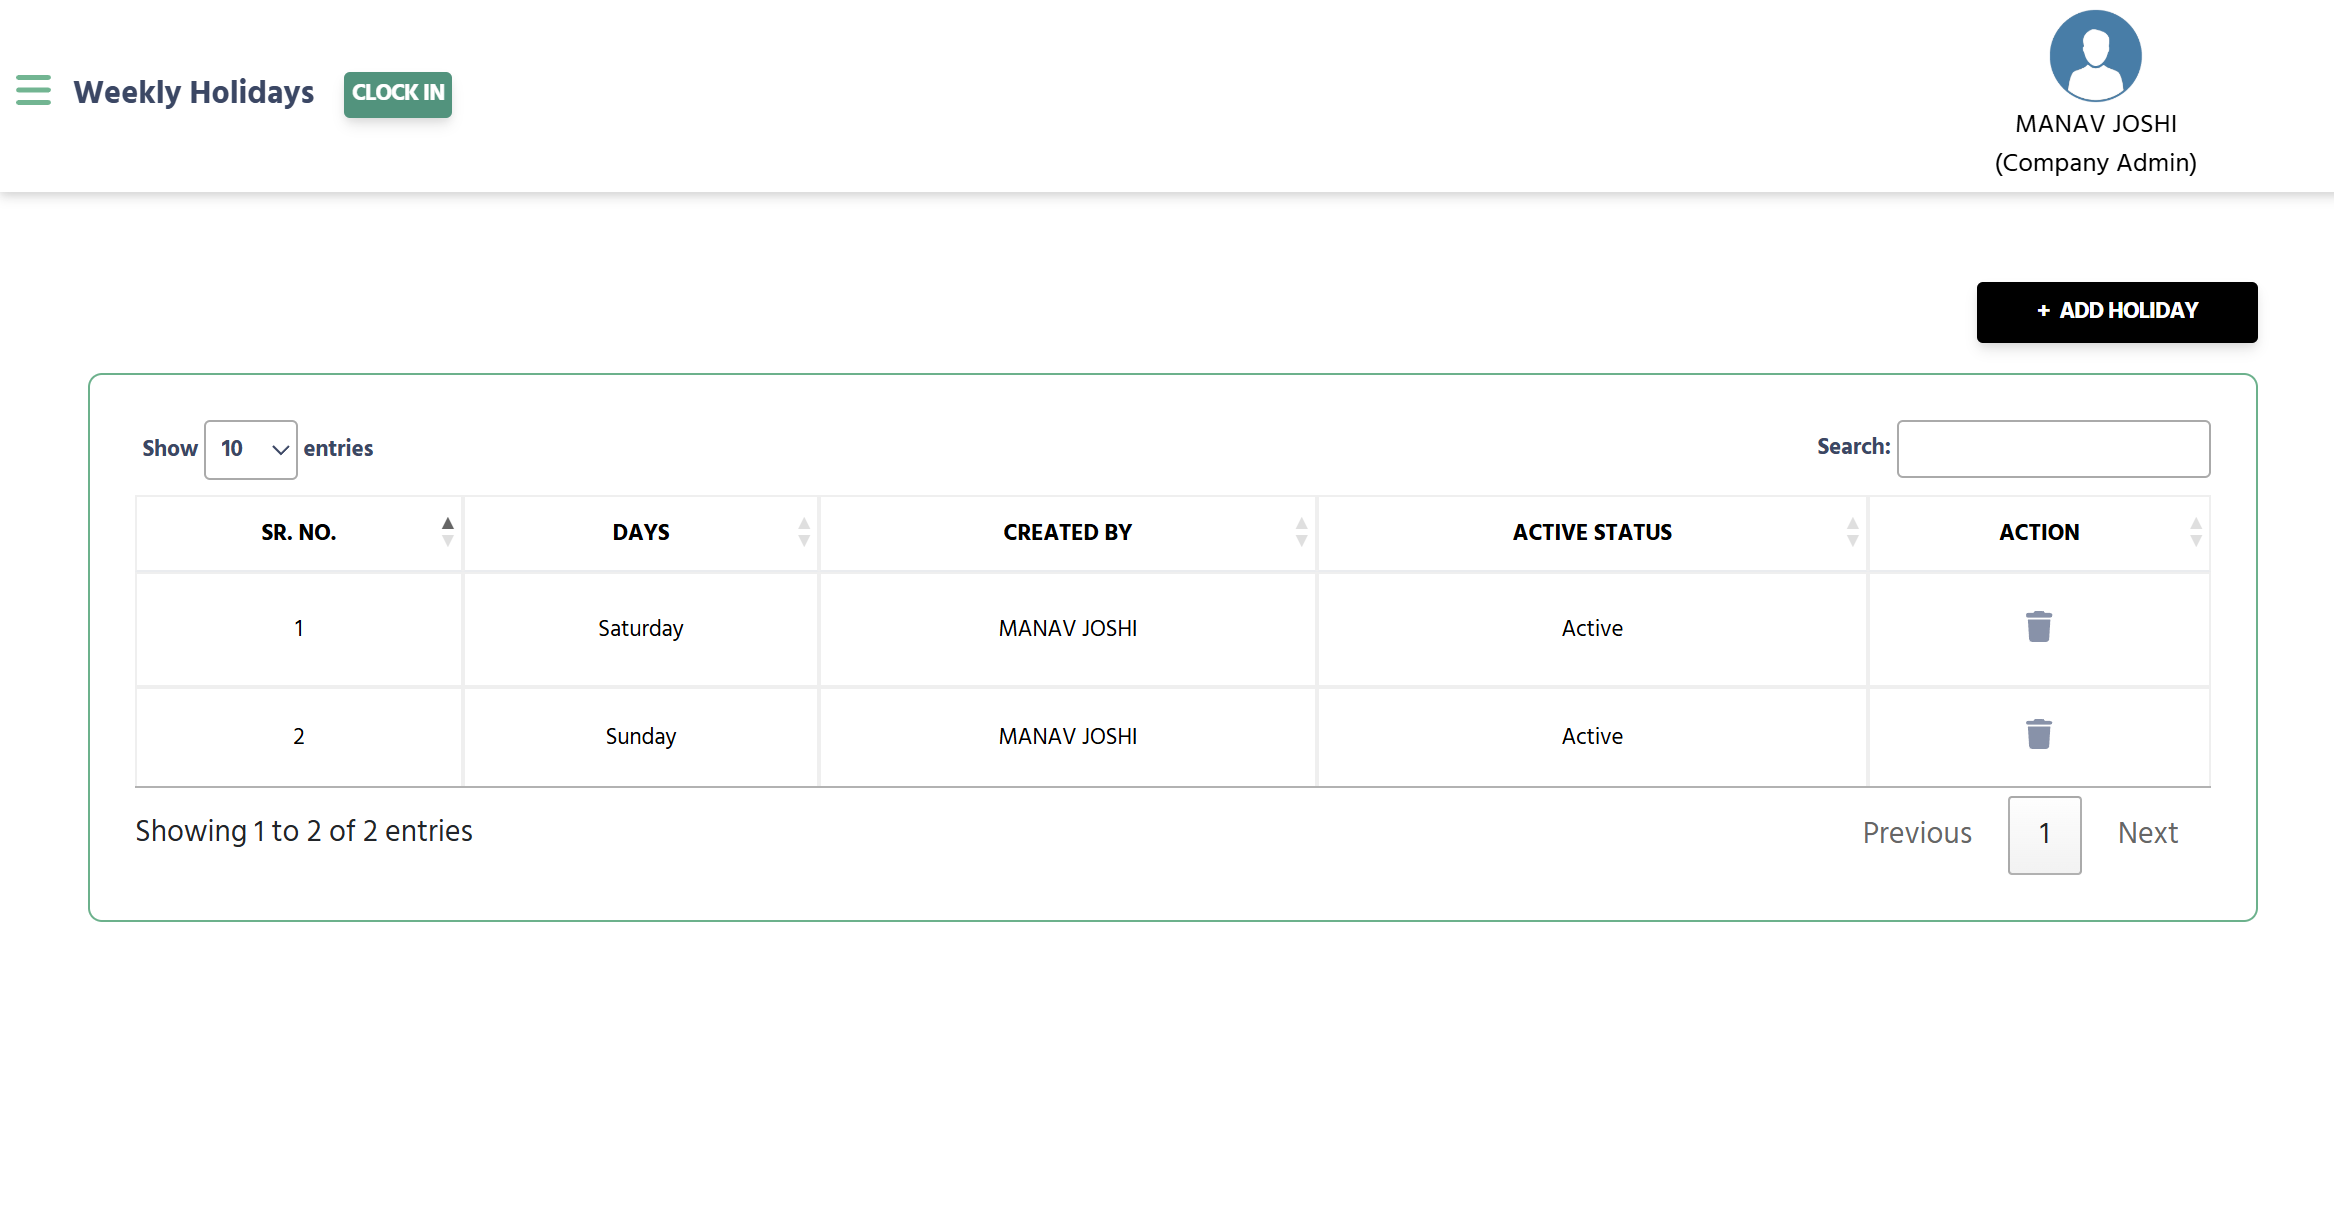 Weekly Holidays CLOCK IN
MANAV JOSHI
(Company Admin)
+ ADD HOLIDAY
Show 10 entries Search:
SR. NO. DAYS CREATED BY ACTIVE STATUS ACTION
1 Saturday MANAV JOSHI Active
2 Sunday MANAV JOSHI Active
Showing 1 to 2 of 2 entries Previous 1 Next